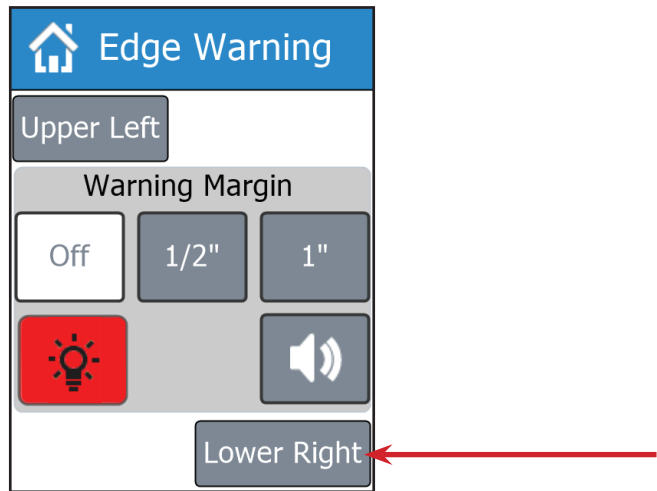 Edge Warning
Upper Left
Warning Margin
Off 1/2" 1"
Lower Right